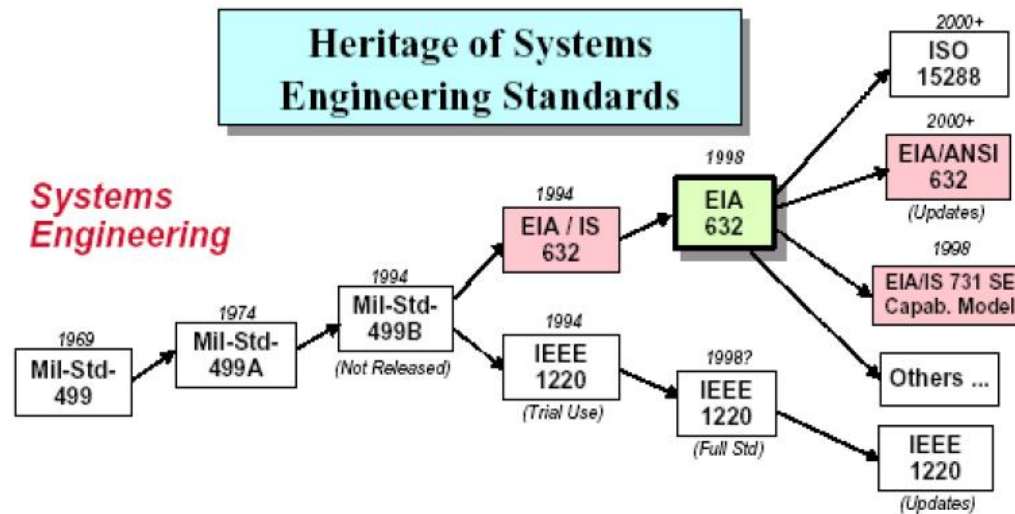 Heritage of Systems
Engineering Standards
Systems
Engineering
1969
Mil-Std-
499
1974
Mil-Std-
499A
1994
Mil-Std-
499B
(Not Released)
1994
EIA / IS
632
1994
IEEE
1220
(Trial Use)
1998
EIA
632
1998?
IEEE
1220
(Full Std)
2000+
ISO
15288
2000+
EIA/ANSI
632
(Updates)
1998
EIA/IS 731 SE
Capab. Model
Others ...
IEEE
1220
(Updates)